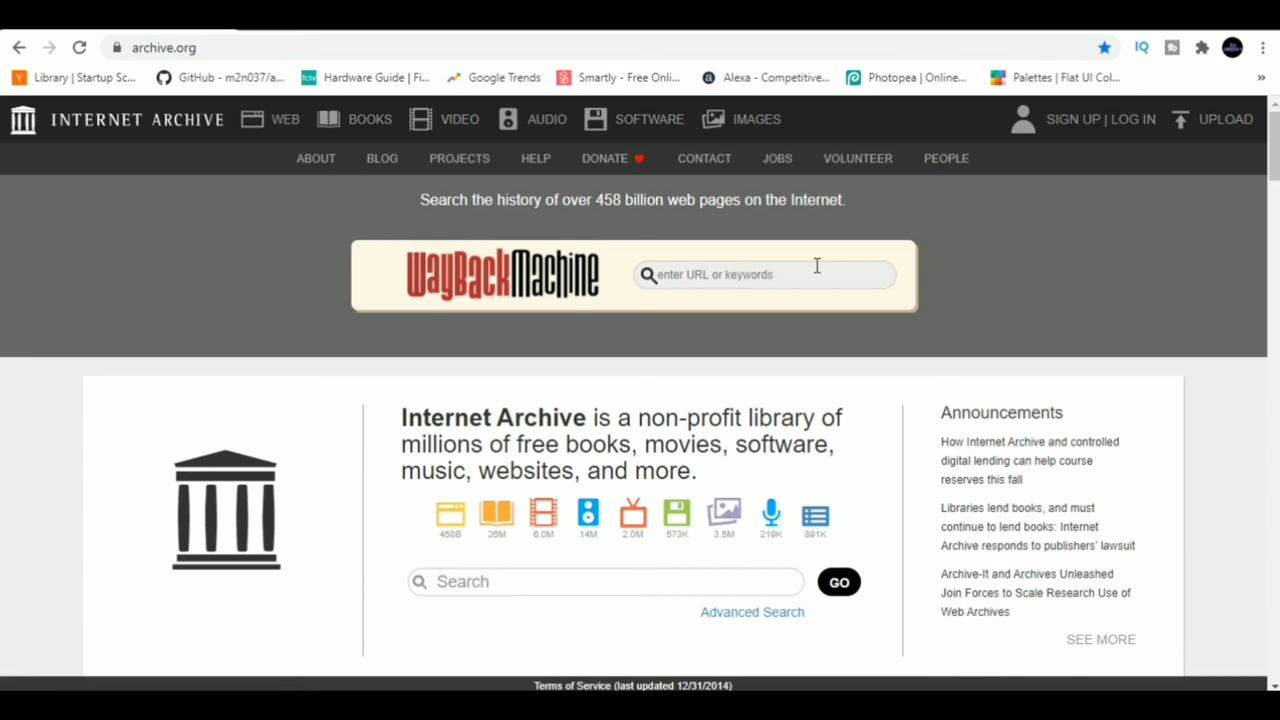 archive.org
IQ
Library | Startup Sc...
GitHub - m2n037/a...
Hardware Guide | Fi...
Google Trends
Smartly - Free Onli...
Alexa - Competitive...
Photopea | Online...
Palettes | Flat UI Col...
INTERNET ARCHIVE
WEB
BOOKS
VIDEO
AUDIO
SOFTWARE
IMAGES
SIGN UP | LOG IN
UPLOAD
ABOUT
BLOG
PROJECTS
HELP
DONATE
CONTACT
JOBS
VOLUNTEER
PEOPLE
Search the history of over 458 billion web pages on the Internet.
WayBackMachine
enter URL or keywords
Internet Archive is a non-profit library of
millions of free books, movies, software,
music, websites, and more.
458B
26M
6.0M
14M
2.0M
573K
3.5M
219K
891K
Search
GO
Advanced Search
Announcements
How Internet Archive and controlled
digital lending can help course
reserves this fall
Libraries lend books, and must
continue to lend books: Internet
Archive responds to publishers' lawsuit
Archive-It and Archives Unleashed
Join Forces to Scale Research Use of
Web Archives
SEE MORE
Terms of Service (last updated 12/31/2014)